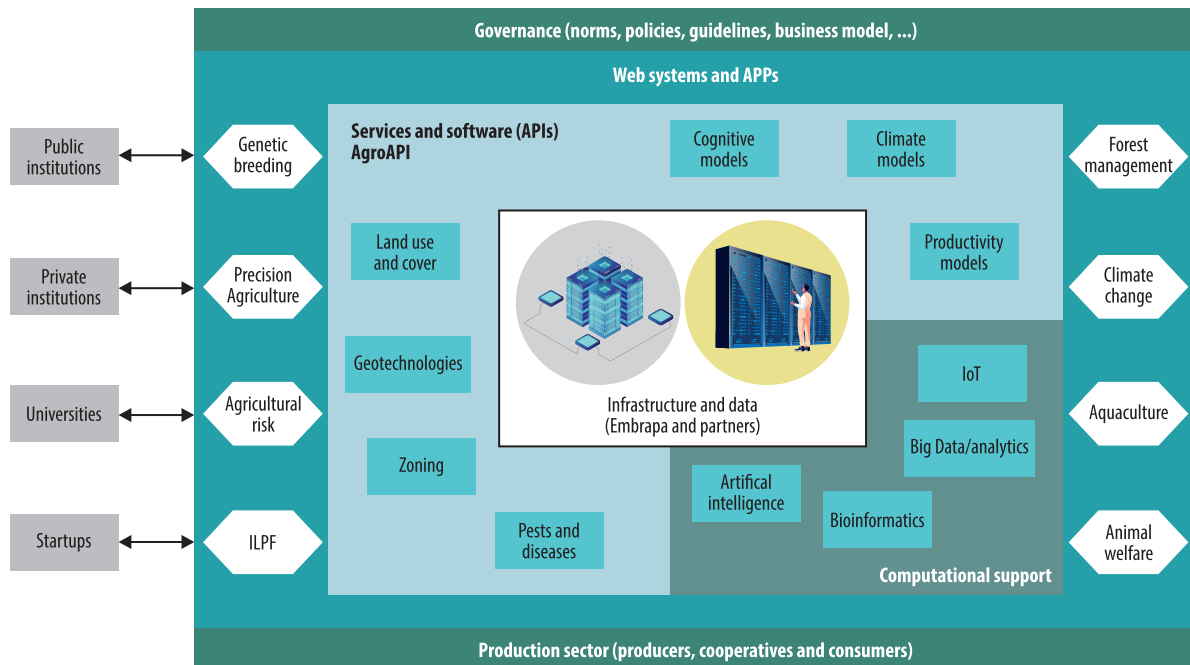 Governance (norms, policies, guidelines, business model, ...)
Web systems and APPs
Public
institutions
Private
institutions
Universities
Startups
Genetic
breeding
Precision
Agriculture
Agricultural
risk
ILPF
Services and software (APIs)
AgroAPI
Cognitive
models
Climate
models
Land use
and cover
Productivity
models
Geotechnologies
Zoning
Pests and
diseases
Infrastructure and data
(Embrapa and partners)
IoT
Big Data/analytics
Artifical
intelligence
Bioinformatics
Computational support
Forest
management
Climate
change
Aquaculture
Animal
welfare
Production sector (producers, cooperatives and consumers)